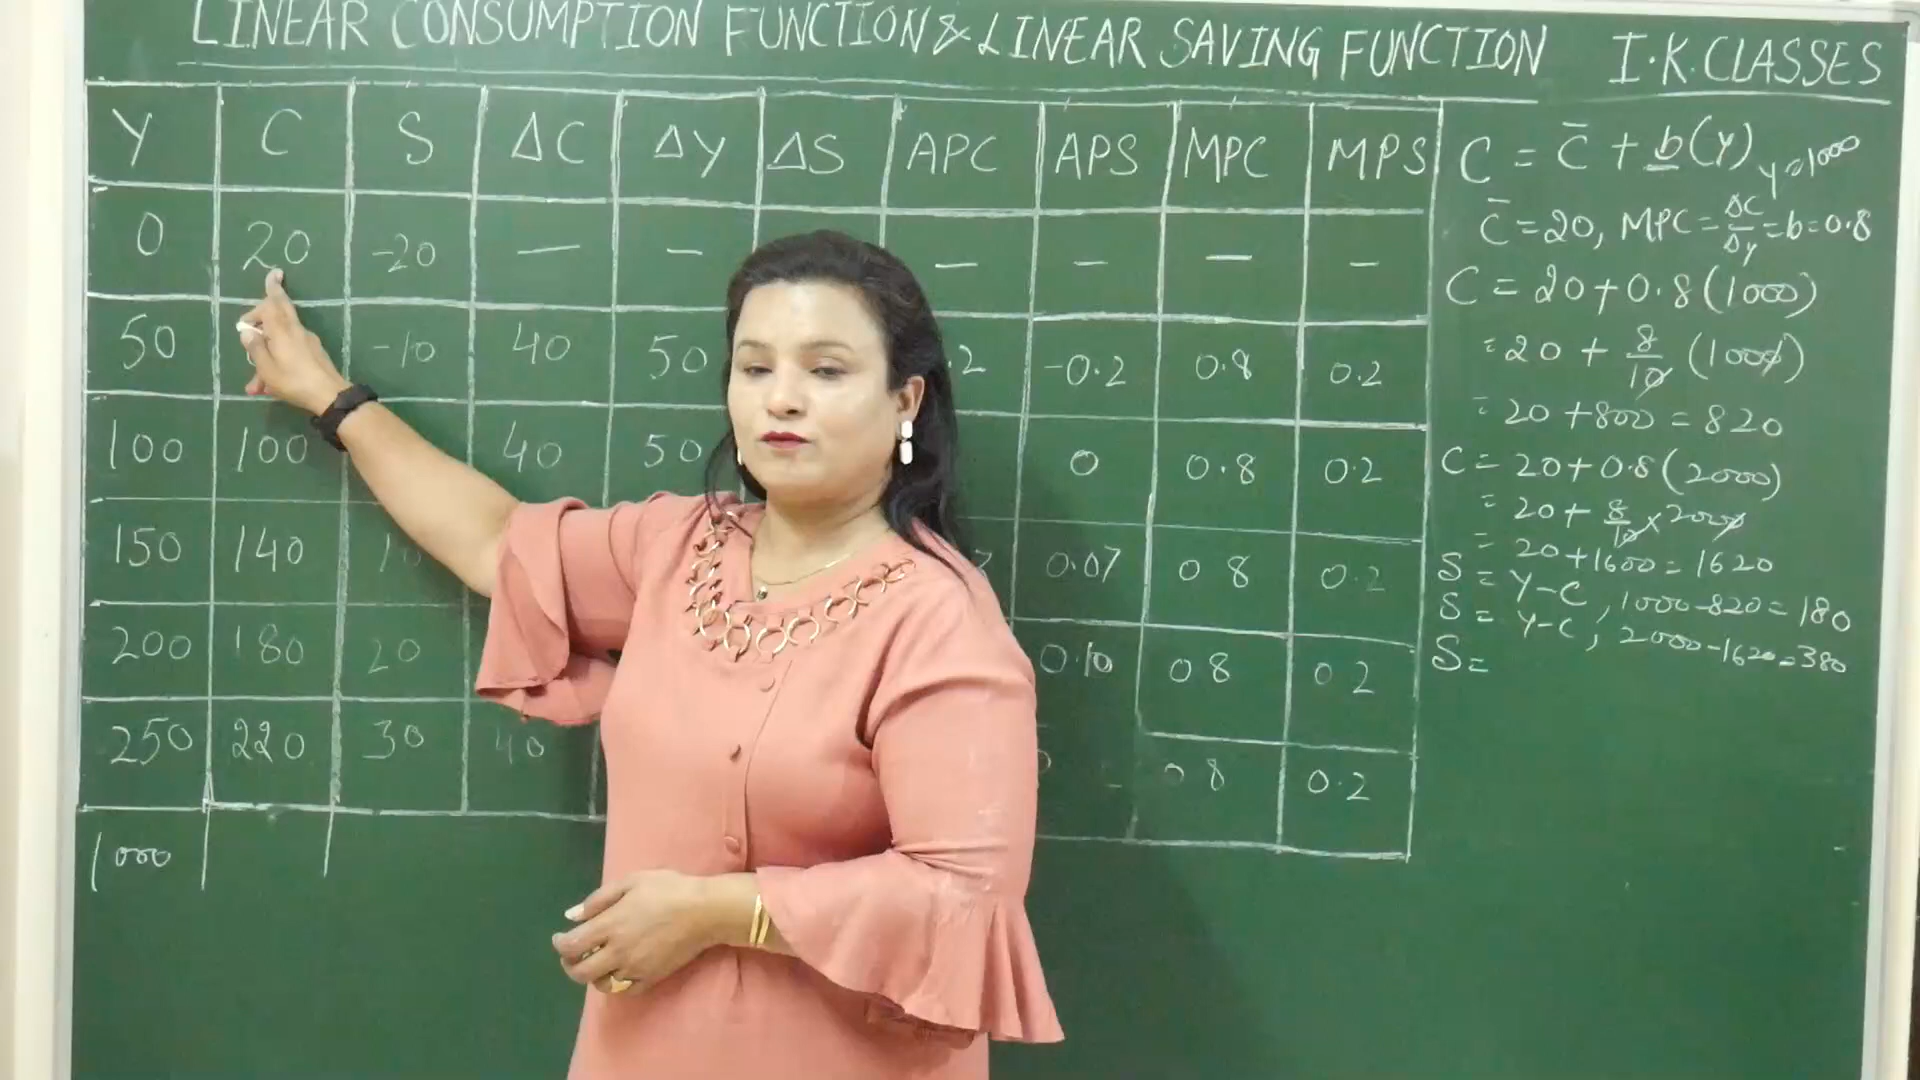 LINEAR CONSUMPTION FUNCTION & LINEAR SAVING FUNCTION I.K.CLASSES
Y C S ΔC ΔY ΔS APC APS MPC MPS
0 20 -20 — — — — — —
50 -10 40 50 .2 -0.2 0.8 0.2
100 100 40 50 0 0.8 0.2
150 140 10 0.07 0 8 0.2
200 180 20 0.10 0 8 0 2
250 220 30 40 0 8 0.2
1000
C = C̄ + b(y) y=1000
C̄ = 20, MPC = ΔC/Δy = b = 0.8
C = 20 + 0.8 (1000)
= 20 + 8/10 (1000)
= 20 + 800 = 820
C = 20 + 0.8 (2000)
= 20 + 8/10 x 2000
= 20 + 1600 = 1620
S = Y-C, 1000-820 = 180
S = Y-C, 2000-1620 = 380
S =